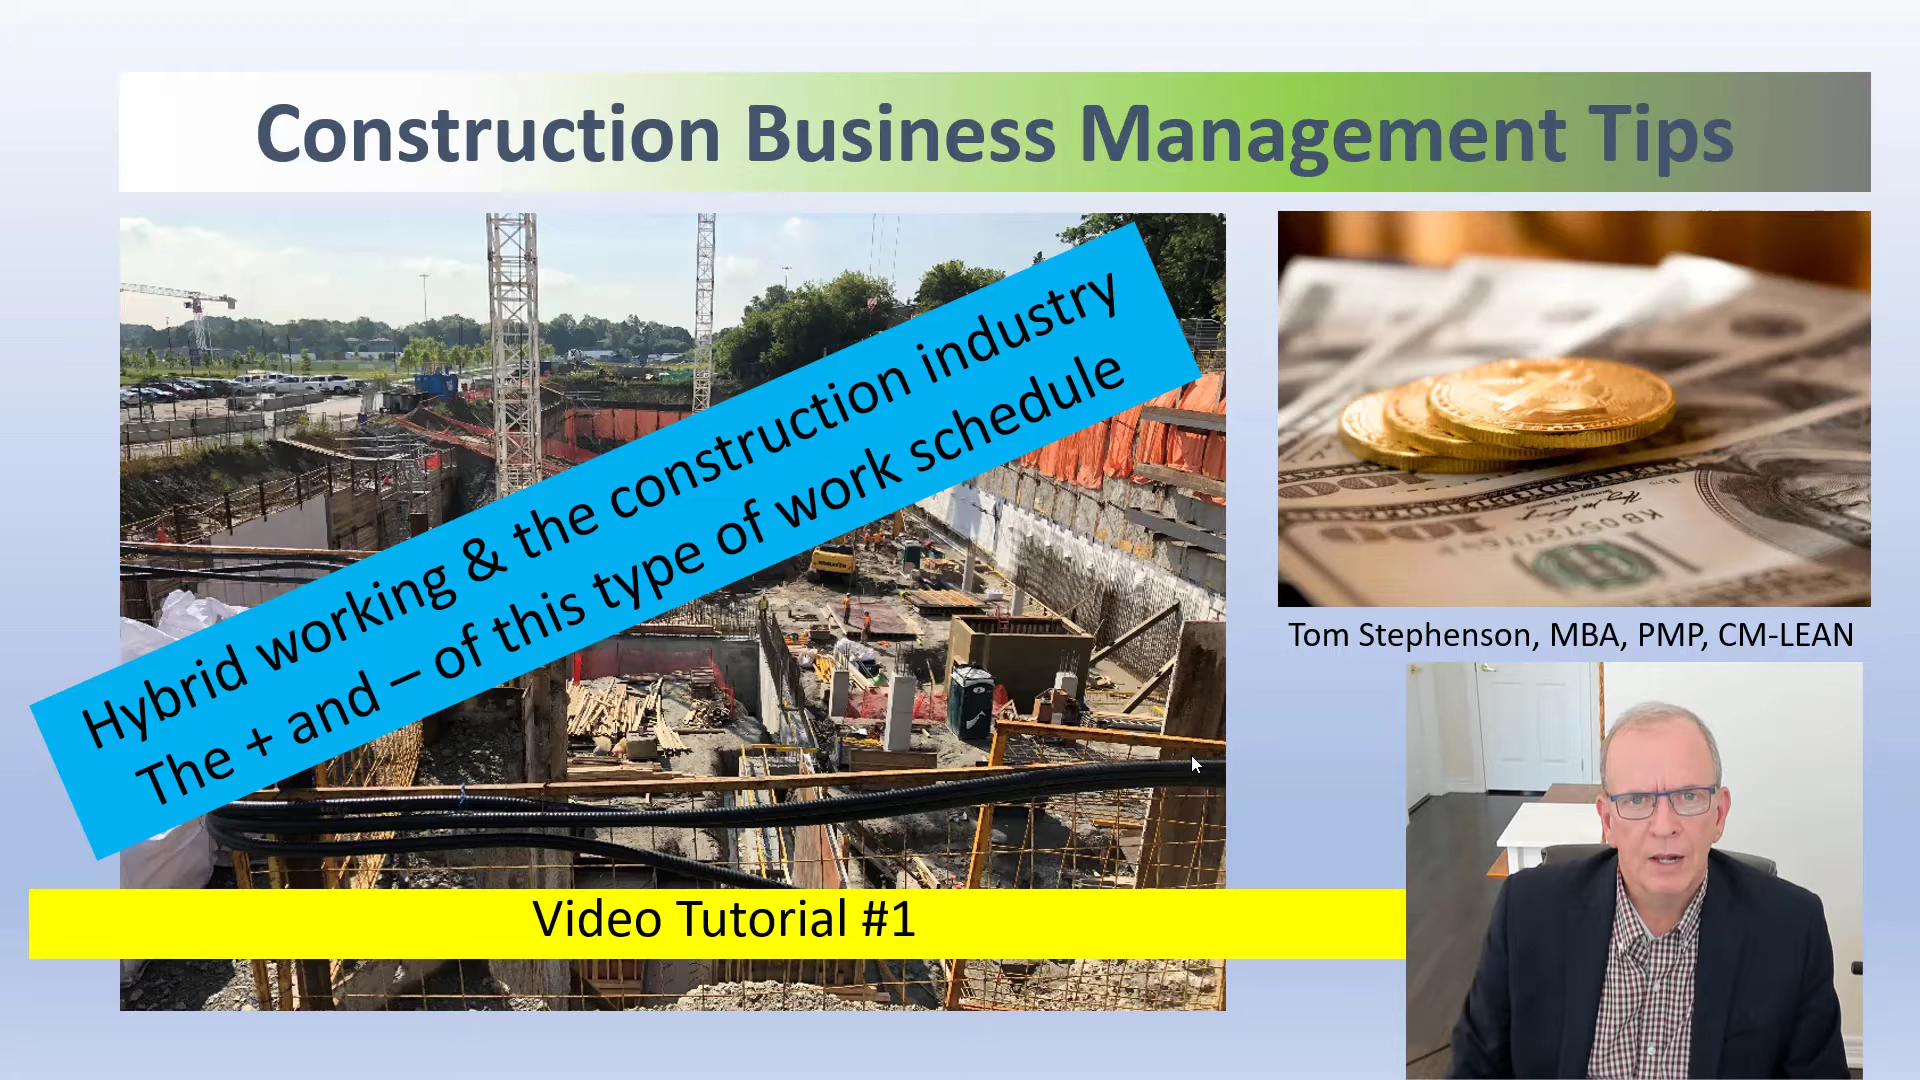 Construction Business Management Tips
Hybrid working & the construction industry
The + and – of this type of work schedule
Tom Stephenson, MBA, PMP, CM-LEAN
Video Tutorial #1